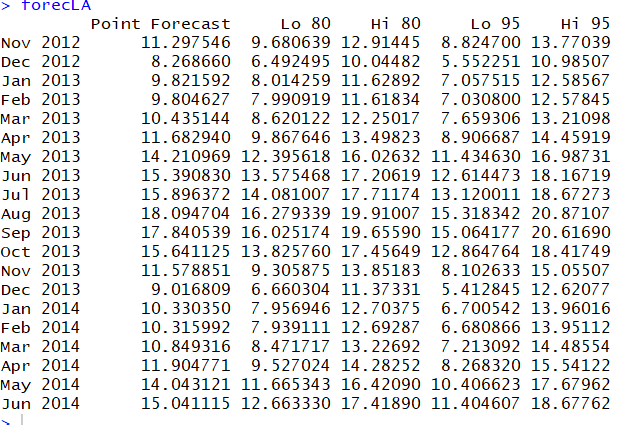 > forecLA
         Point Forecast     Lo 80    Hi 80     Lo 95    Hi 95
Nov 2012      11.297546  9.680639 12.91445  8.824700 13.77039
Dec 2012       8.268660  6.492495 10.04482  5.552251 10.98507
Jan 2013       9.821592  8.014259 11.62892  7.057515 12.58567
Feb 2013       9.804627  7.990919 11.61834  7.030800 12.57845
Mar 2013      10.435144  8.620122 12.25017  7.659306 13.21098
Apr 2013      11.682940  9.867646 13.49823  8.906687 14.45919
May 2013      14.210969 12.395618 16.02632 11.434630 16.98731
Jun 2013      15.390830 13.575468 17.20619 12.614473 18.16719
Jul 2013      15.896372 14.081007 17.71174 13.120011 18.67273
Aug 2013      18.094704 16.279339 19.91007 15.318342 20.87107
Sep 2013      17.840539 16.025174 19.65590 15.064177 20.61690
Oct 2013      15.641125 13.825760 17.45649 12.864764 18.41749
Nov 2013      11.578851  9.305875 13.85183  8.102633 15.05507
Dec 2013       9.016809  6.660304 11.37331  5.412845 12.62077
Jan 2014      10.330350  7.956946 12.70375  6.700542 13.96016
Feb 2014      10.315992  7.939111 12.69287  6.680866 13.95112
Mar 2014      10.849316  8.471717 13.22692  7.213092 14.48554
Apr 2014      11.904771  9.527024 14.28252  8.268320 15.54122
May 2014      14.043121 11.665343 16.42090 10.406623 17.67962
Jun 2014      15.041115 12.663330 17.41890 11.404607 18.67762
>